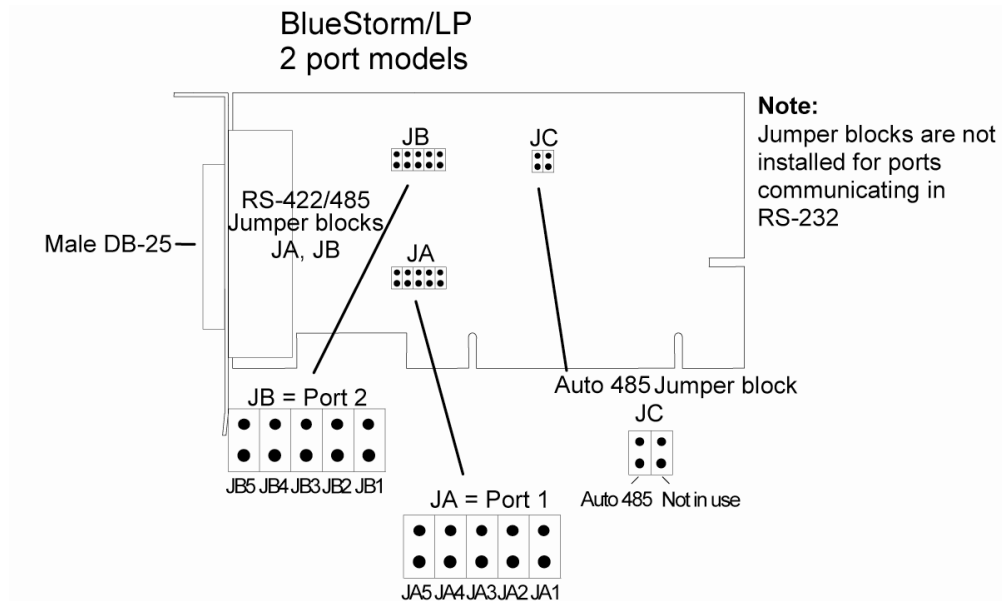 BlueStorm/LP
2 port models
Note:
Jumper blocks are not
installed for ports
communicating in
RS-232
JB
JC
RS-422/485
Jumper blocks
JA, JB
Male DB-25
JA
Auto 485 Jumper block
JC
Auto 485 Not in use
JB = Port 2
JB5 JB4 JB3 JB2 JB1
JA = Port 1
JA5 JA4 JA3 JA2 JA1